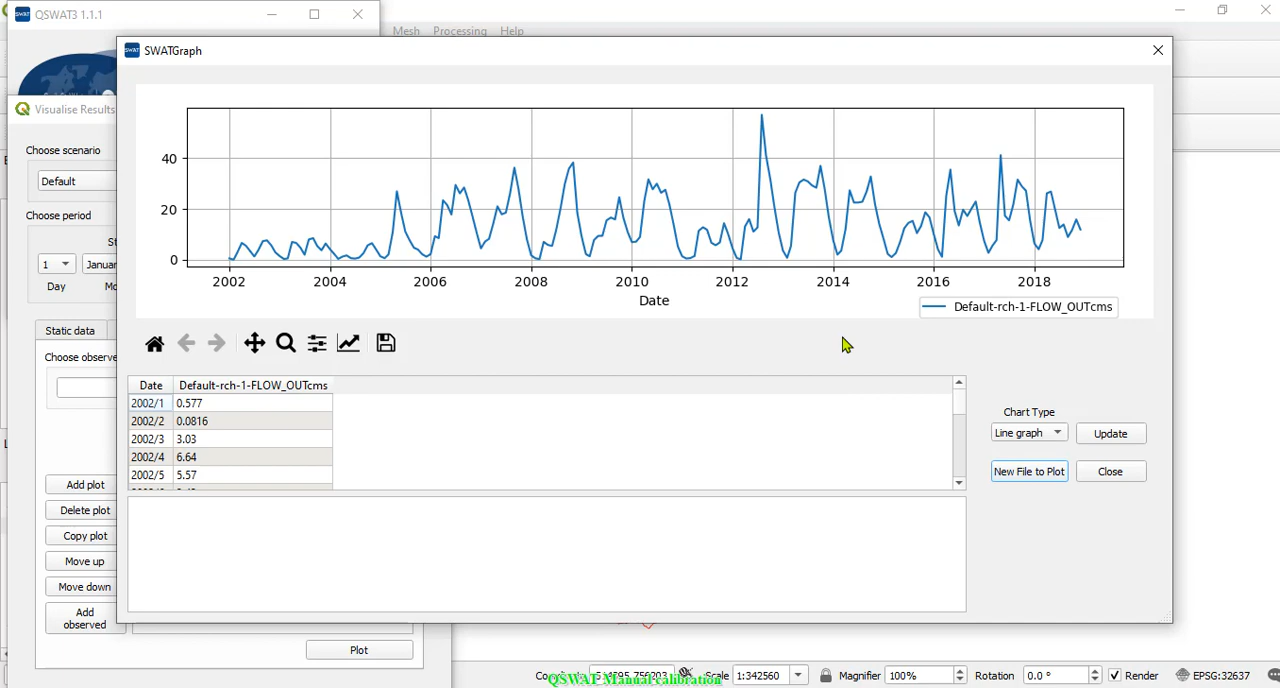 QSWAT3 1.1.1
Mesh Processing Help
SWATGraph
Visualise Results
Choose scenario
Default
Choose period
1
Day
Static data
Add plot
Delete plot
Copy plot
Move up
Move down
Add
observed
Plot
40
20
0
2002 2004 2006 2008 2010 2012 2014 2016 2018
Date
Default-rch-1-FLOW_OUTcms
Date Default-rch-1-FLOW_OUTcms
2002/1 0.577
2002/2 0.0816
2002/3 3.03
2002/4 6.64
2002/5 5.57
Chart Type
Line graph Update
New File to Plot Close
QSWAT Manual calibration
1:342560 Magnifier 100% Rotation 0.0 ° Render EPSG:32637